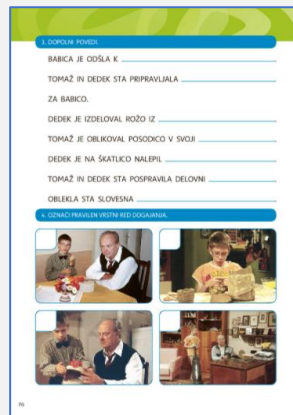 3. DOPOLNI POVEDI.
BABICA JE ODŠLA K
TOMAŽ IN DEDEK STA PRIPRAVLJALA
ZA BABICO.
DEDEK JE IZDELOVAL ROŽO IZ
TOMAŽ JE OBLIKOVAL POSODICO V SVOJI
DEDEK JE NA ŠKATLICO NALEPIL
TOMAŽ IN DEDEK STA POSPRAVILA DELOVNI
OBLEKLA STA SLOVESNA
4. OZNAČI PRAVILEN VRSTNI RED DOGAJANJA.